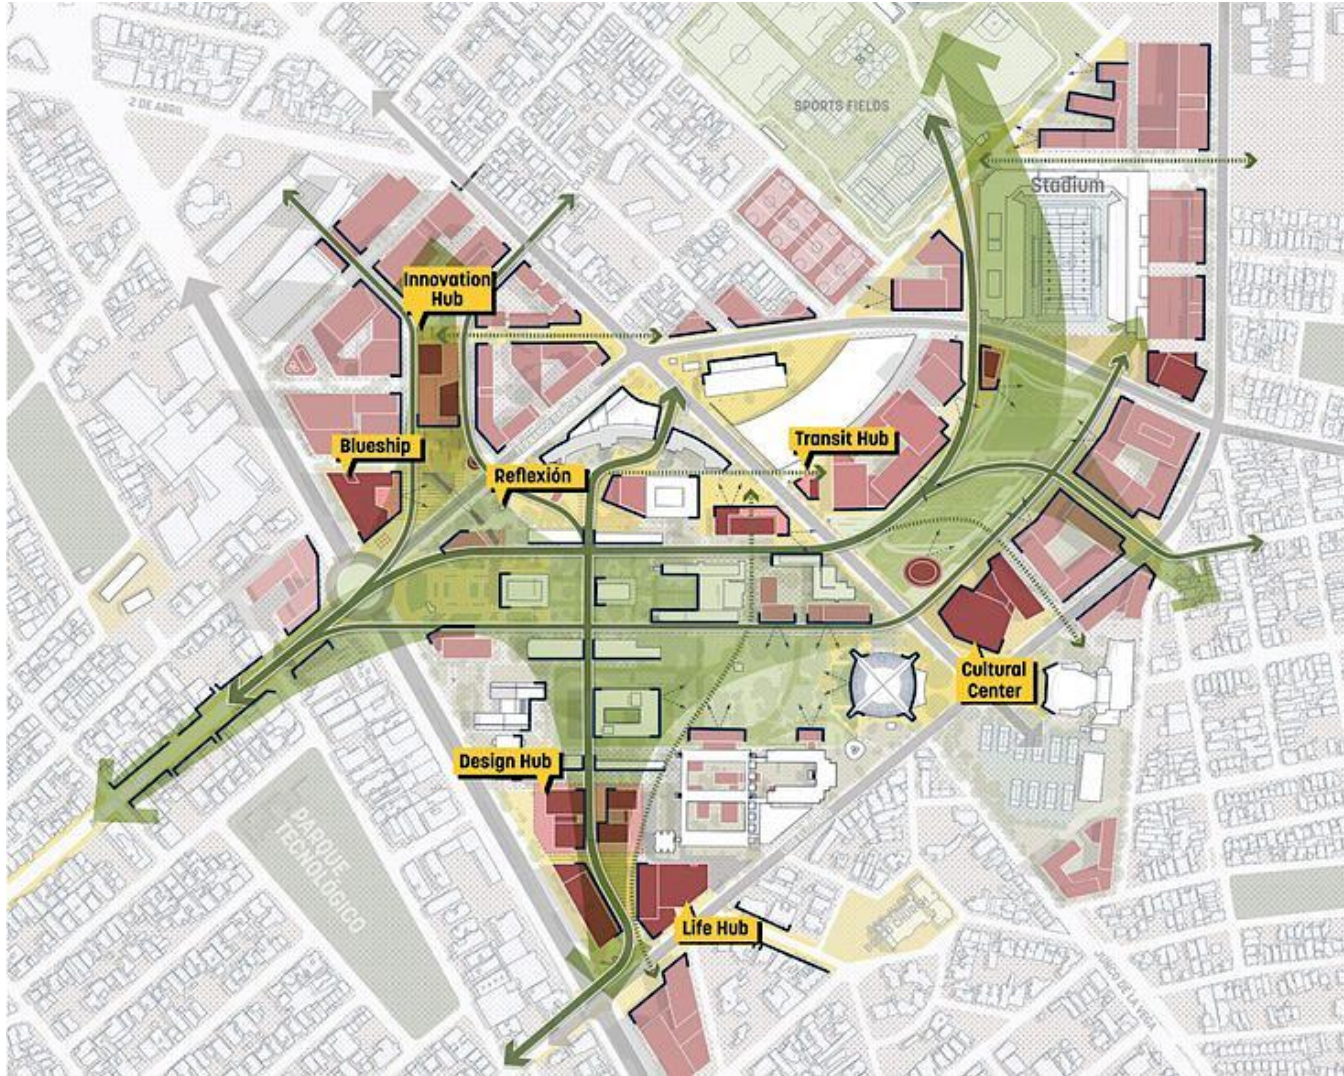 2 DE ABRIL
SPORTS FIELDS
Stadium
Innovation
Hub
Blueship
Reflexión
Transit Hub
Cultural
Center
Design Hub
PARQUE
TECNOLÓGICO
Life Hub